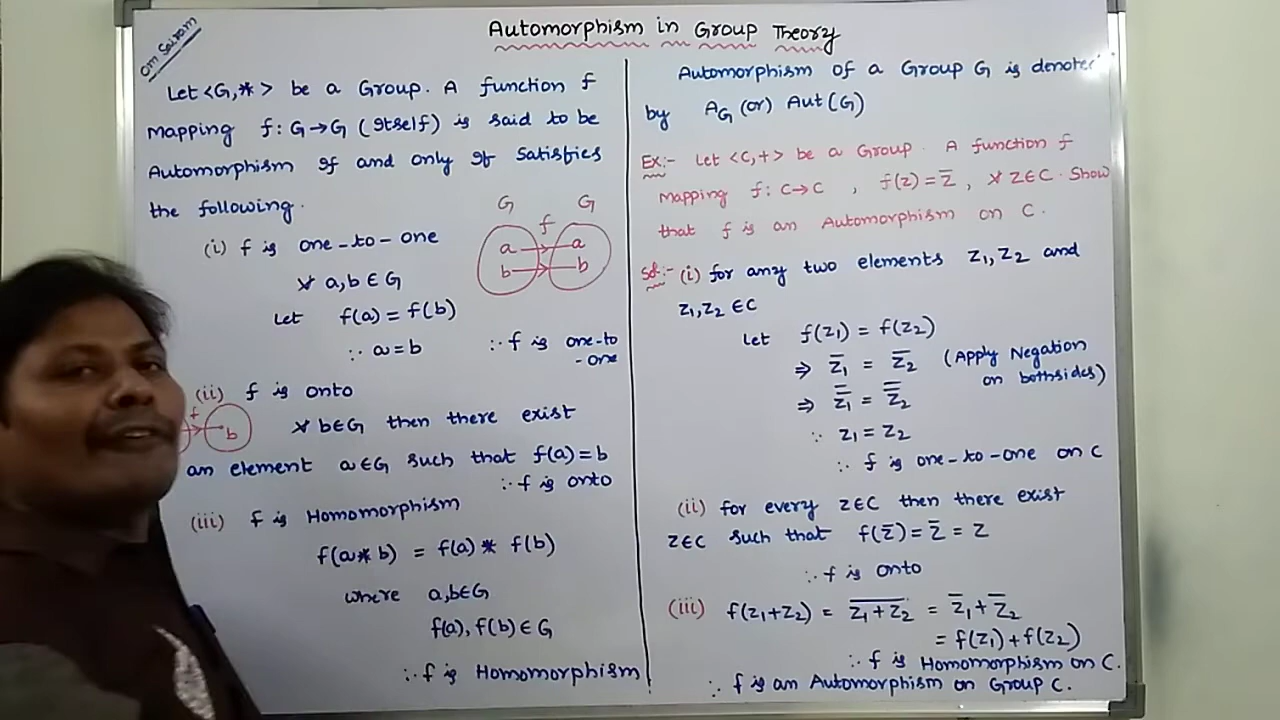 Om Sairam
Automorphism in Group Theory
Let <G,*> be a Group. A function f
Mapping f: G→G (Itself) is said to be
Automorphism If and only If Satisfies
the following.
(i) f is one-to-one
∀ a,b∈G
Let f(a) = f(b)
∵ a=b ∴ f is one-to
-one
G G
f
a a
b b
(ii) f is onto
∀ b∈G then there exist
f
b
an element a∈G such that f(a)=b
∴ f is onto
(iii) f is Homomorphism
f(a*b) = f(a) * f(b)
where a,b∈G
f(a), f(b) ∈ G
∴ f is Homomorphism
Automorphism of a Group G is denoted
by A_G (or) Aut(G)
Ex:- Let <C,+> be a Group. A function f
Mapping f: C→C , f(z) = z̅, ∀ z∈C. Show
that f is an Automorphism on C.
Sol:- (i) for any two elements z₁,z₂ and
z₁,z₂ ∈C
Let f(z₁) = f(z₂)
⇒ z̅₁ = z̅₂ (Apply Negation
on bothsides)
⇒ z̿₁ = z̿₂
∵ z₁ = z₂
∴ f is one-to-one on C
(ii) for every z∈C then there exist
z∈C such that f(z̅) = z̅ = z
∴ f is onto
(iii) f(z₁+z₂) = \overline{z₁+z₂} = z̅₁+z̅₂
= f(z₁)+f(z₂)
∴ f is Homomorphism on C.
∴ f is an Automorphism on Group C.